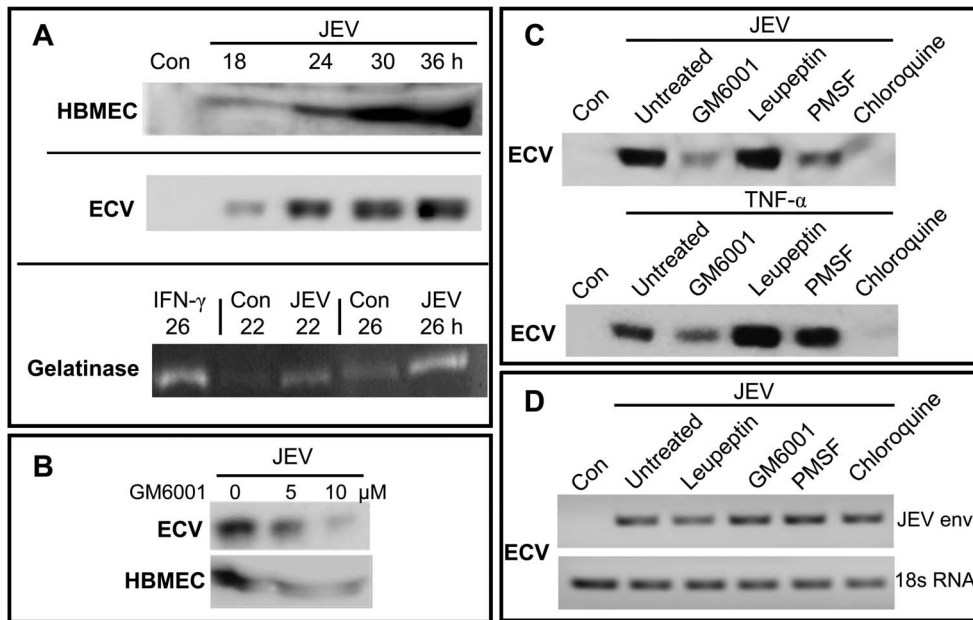 A
JEV
Con 18 24 30 36 h
HBMEC
ECV
IFN-γ Con JEV Con JEV
26 22 22 26 26 h
Gelatinase
B
JEV
GM6001 0 5 10 μM
ECV
HBMEC
C
JEV
Con Untreated GM6001 Leupeptin PMSF Chloroquine
ECV
TNF-α
Con Untreated GM6001 Leupeptin PMSF Chloroquine
ECV
D
JEV
Con Untreated Leupeptin GM6001 PMSF Chloroquine
JEV env
ECV
18s RNA